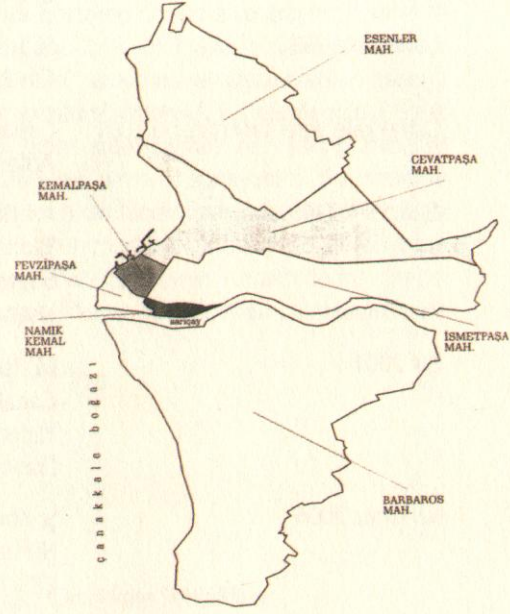 ESENLER
MAH.
CEVATPAŞA
MAH.
KEMALPAŞA
MAH.
FEVZİPAŞA
MAH.
NAMIK
KEMAL
MAH.
sarıçay
İSMETPAŞA
MAH.
çanakkale boğazı
BARBAROS
MAH.